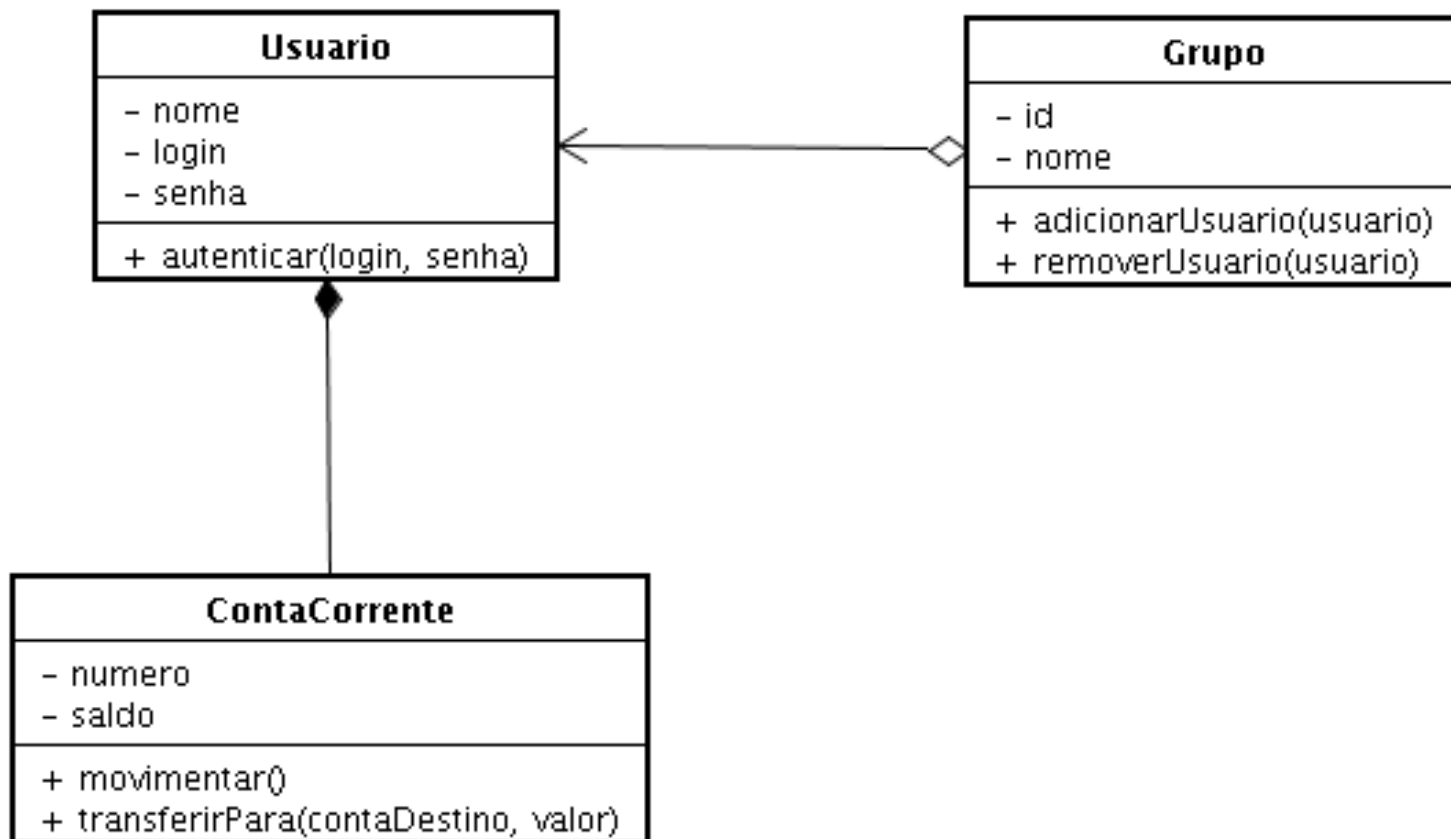 Usuario
- nome
- login
- senha
+ autenticar(login, senha)
Grupo
- id
- nome
+ adicionarUsuario(usuario)
+ removerUsuario(usuario)
ContaCorrente
- numero
- saldo
+ movimentar()
+ transferirPara(contaDestino, valor)